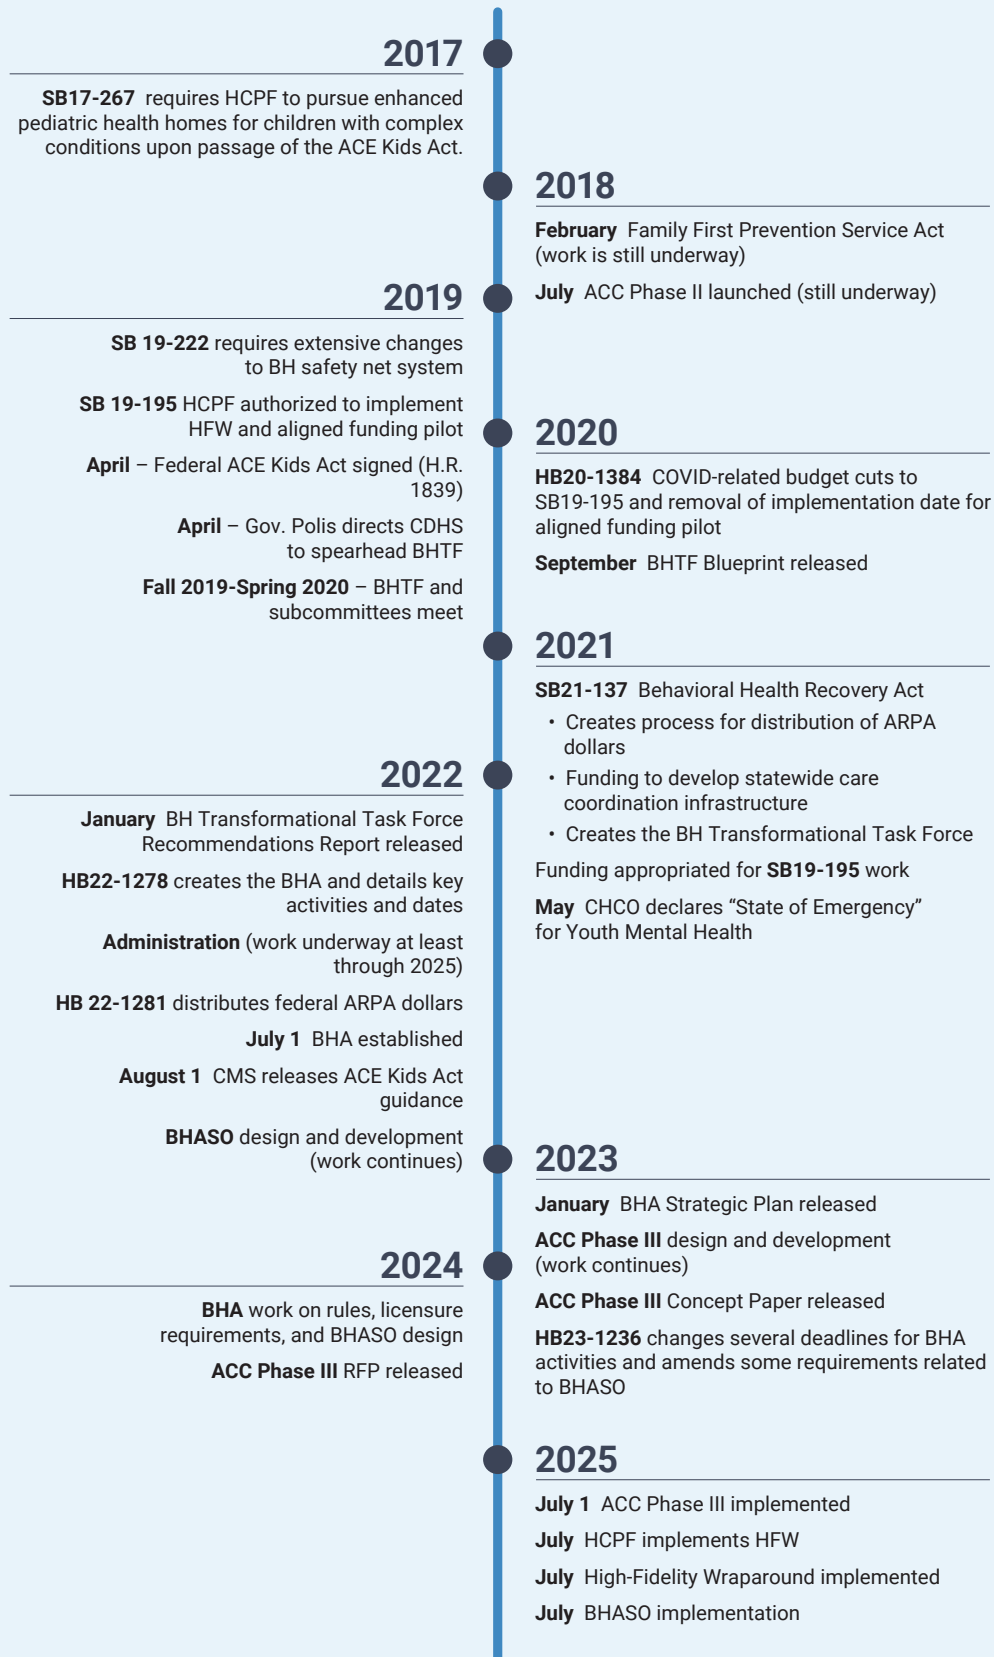 2017
SB17-267 requires HCPF to pursue enhanced
pediatric health homes for children with complex
conditions upon passage of the ACE Kids Act.
2018
February Family First Prevention Service Act
(work is still underway)
July ACC Phase II launched (still underway)
2019
SB 19-222 requires extensive changes
to BH safety net system
SB 19-195 HCPF authorized to implement
HFW and aligned funding pilot
April – Federal ACE Kids Act signed (H.R.
1839)
April – Gov. Polis directs CDHS
to spearhead BHTF
Fall 2019-Spring 2020 – BHTF and
subcommittees meet
2020
HB20-1384 COVID-related budget cuts to
SB19-195 and removal of implementation date for
aligned funding pilot
September BHTF Blueprint released
2021
SB21-137 Behavioral Health Recovery Act
• Creates process for distribution of ARPA
dollars
• Funding to develop statewide care
coordination infrastructure
• Creates the BH Transformational Task Force
Funding appropriated for SB19-195 work
May CHCO declares “State of Emergency”
for Youth Mental Health
2022
January BH Transformational Task Force
Recommendations Report released
HB22-1278 creates the BHA and details key
activities and dates
Administration (work underway at least
through 2025)
HB 22-1281 distributes federal ARPA dollars
July 1 BHA established
August 1 CMS releases ACE Kids Act
guidance
BHASO design and development
(work continues)
2023
January BHA Strategic Plan released
ACC Phase III design and development
(work continues)
ACC Phase III Concept Paper released
HB23-1236 changes several deadlines for BHA
activities and amends some requirements related
to BHASO
2024
BHA work on rules, licensure
requirements, and BHASO design
ACC Phase III RFP released
2025
July 1 ACC Phase III implemented
July HCPF implements HFW
July High-Fidelity Wraparound implemented
July BHASO implementation